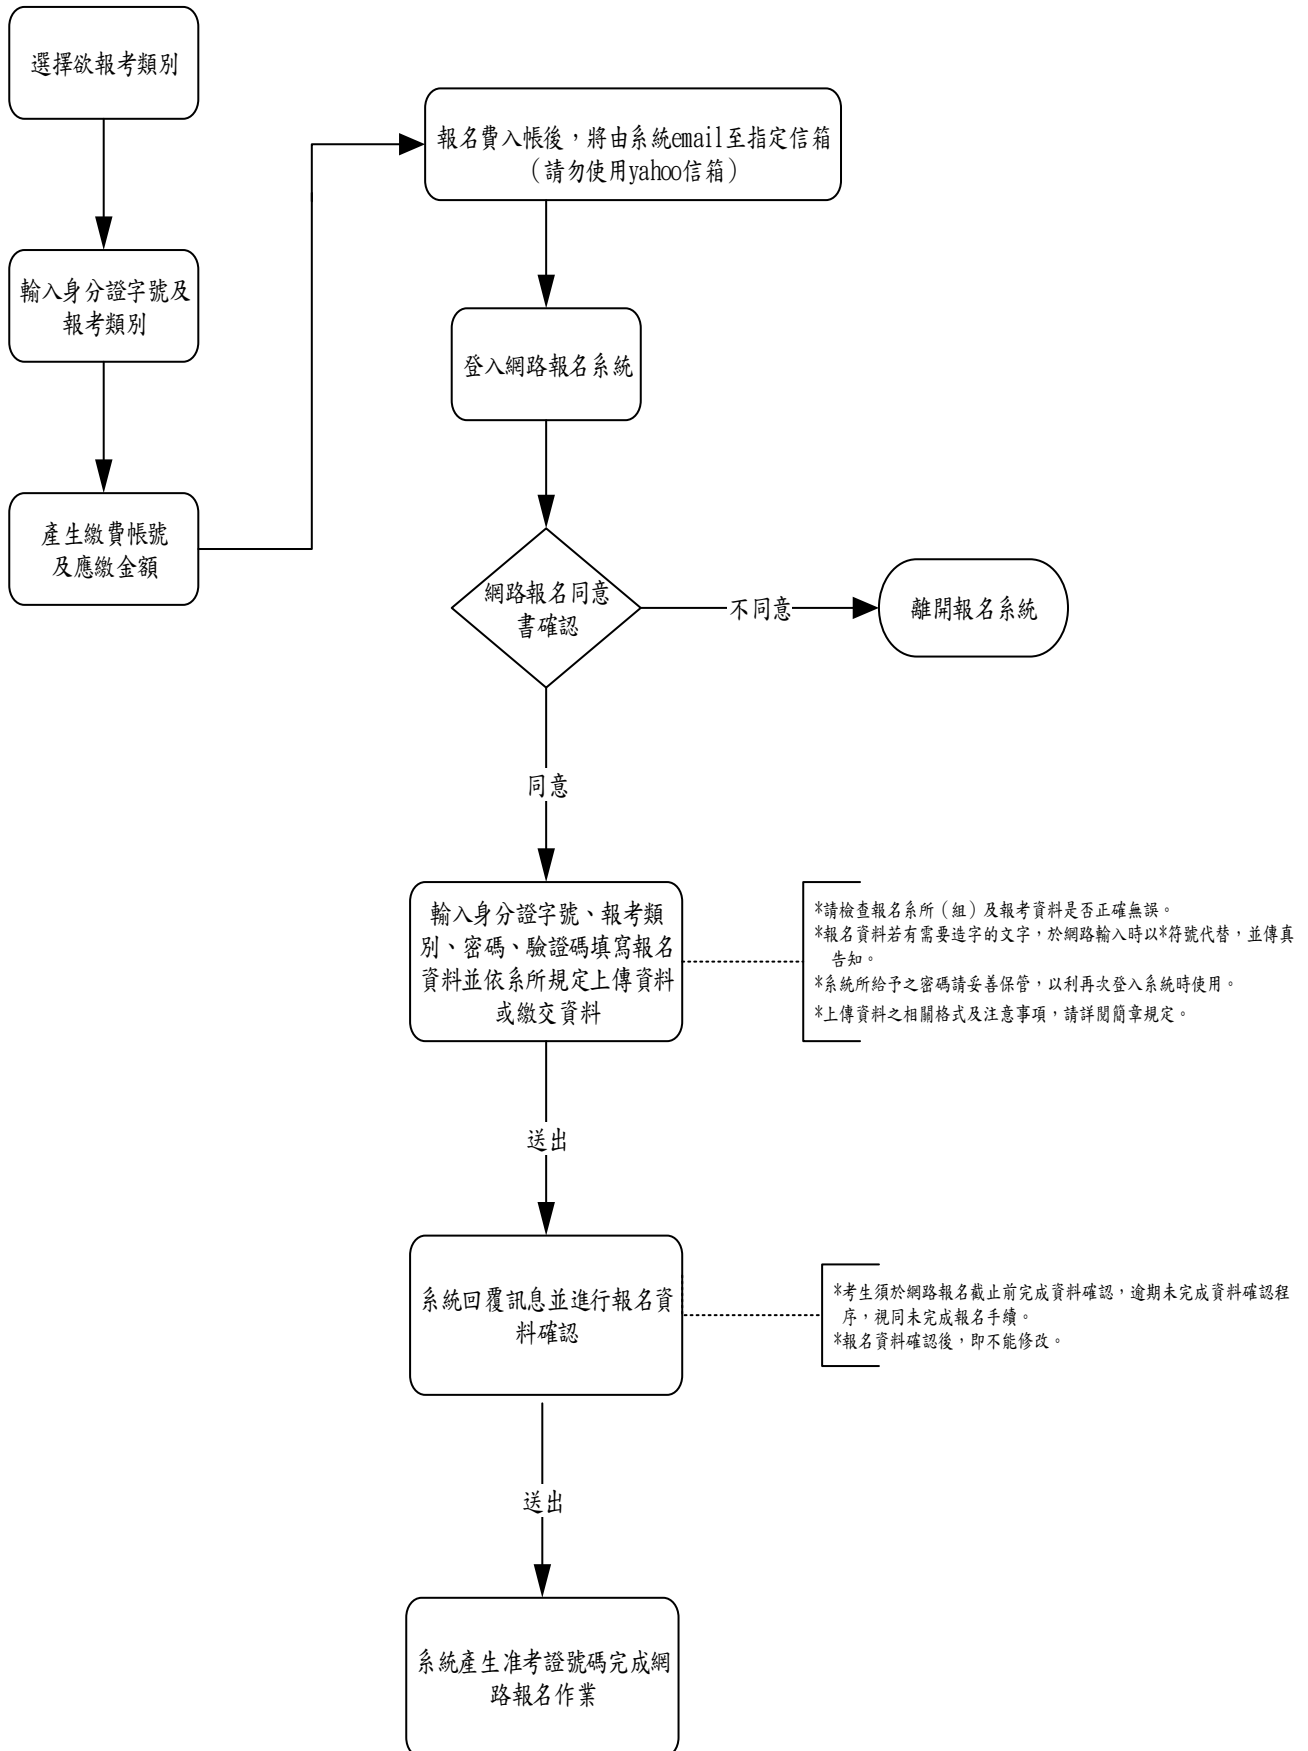 選擇欲報考類別
輸入身分證字號及
報考類別
產生繳費帳號
及應繳金額
報名費入帳後，將由系統email至指定信箱
（請勿使用yahoo信箱）
登入網路報名系統
網路報名同意
書確認
不同意
離開報名系統
同意
輸入身分證字號、報考類
別、密碼、驗證碼填寫報名
資料並依系所規定上傳資料
或繳交資料
*請檢查報名系所（組）及報考資料是否正確無誤。
*報名資料若有需要造字的文字，於網路輸入時以*符號代替，並傳真
告知。
*系統所給予之密碼請妥善保管，以利再次登入系統時使用。
*上傳資料之相關格式及注意事項，請詳閱簡章規定。
送出
系統回覆訊息並進行報名資
料確認
*考生須於網路報名截止前完成資料確認，逾期未完成資料確認程
序，視同未完成報名手續。
*報名資料確認後，即不能修改。
送出
系統產生准考證號碼完成網
路報名作業